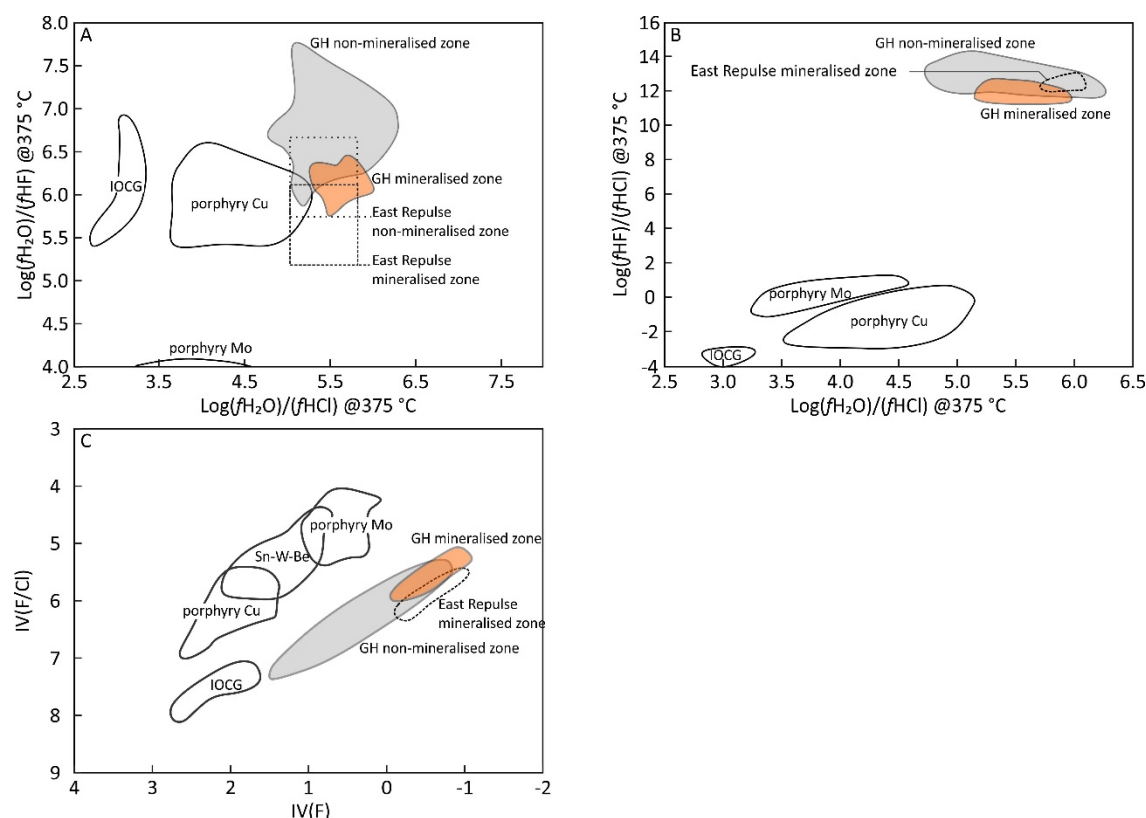 A
8.0
7.5
7.0
6.5
6.0
5.5
5.0
4.5
4.0
Log(fH₂O)/(fHF) @375 °C
GH non-mineralised zone
IOCG
porphyry Cu
GH mineralised zone
East Repulse
non-mineralised zone
East Repulse
mineralised zone
porphyry Mo
2.5 3.5 4.5 5.5 6.5 7.5
Log(fH₂O)/(fHCl) @375 °C
B
16
14
12
10
8
6
4
2
0
-2
-4
Log(fHF)/(fHCl) @375 °C
GH non-mineralised zone
East Repulse mineralised zone
GH mineralised zone
porphyry Mo
porphyry Cu
IOCG
2.5 3.0 3.5 4.0 4.5 5.0 5.5 6.0 6.5
Log(fH₂O)/(fHCl) @375 °C
C
3
4
5
6
7
8
9
IV(F/Cl)
porphyry Mo
Sn-W-Be
GH mineralised zone
porphyry Cu
East Repulse
mineralised zone
GH non-mineralised zone
IOCG
4 3 2 1 0 -1 -2
IV(F)